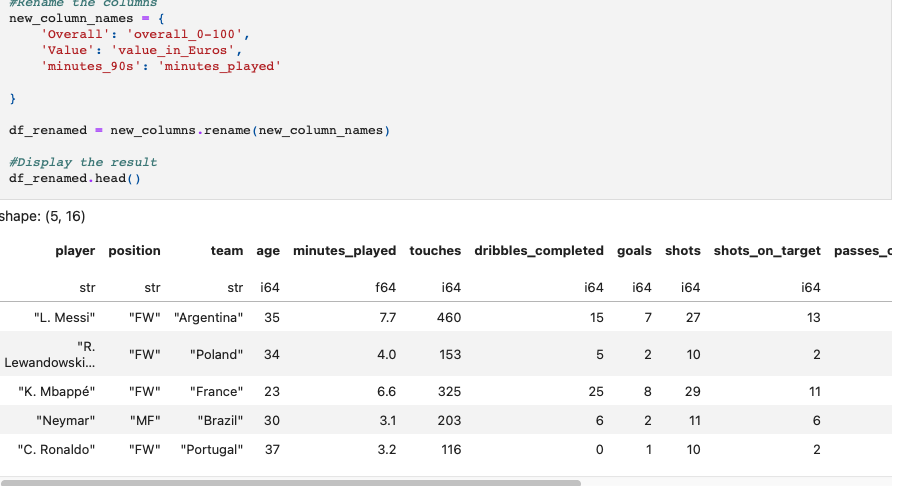 #Rename the columns
new_column_names = {
    'Overall': 'overall_0-100',
    'Value': 'value_in_Euros',
    'minutes_90s': 'minutes_played'
}
df_renamed = new_columns.rename(new_column_names)
#Display the result
df_renamed.head()
shape: (5, 16)
player position team age minutes_played touches dribbles_completed goals shots shots_on_target passes_c
str str str i64 f64 i64 i64 i64 i64 i64
"L. Messi" "FW" "Argentina" 35 7.7 460 15 7 27 13
"R.
Lewandowski... "FW" "Poland" 34 4.0 153 5 2 10 2
"K. Mbappé" "FW" "France" 23 6.6 325 25 8 29 11
"Neymar" "MF" "Brazil" 30 3.1 203 6 2 11 6
"C. Ronaldo" "FW" "Portugal" 37 3.2 116 0 1 10 2